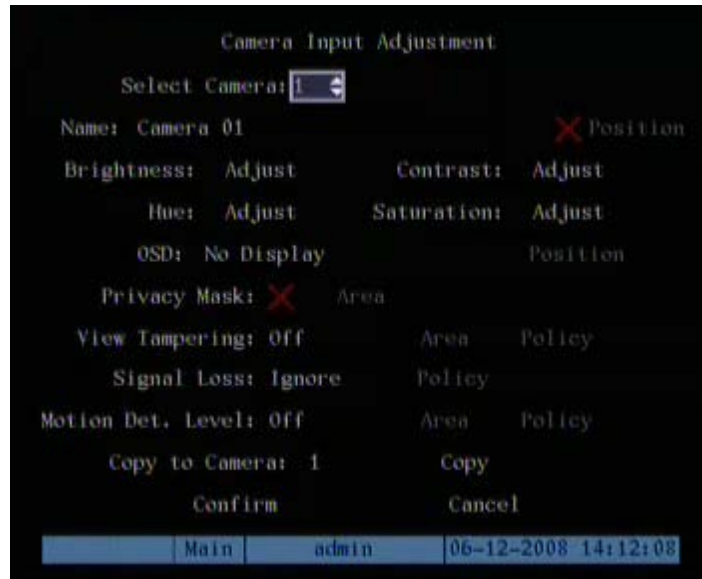 Camera Input Adjustment
Select Camera: 1
Name: Camera 01 Position
Brightness: Adjust Contrast: Adjust
Hue: Adjust Saturation: Adjust
OSD: No Display Position
Privacy Mask: Area
View Tampering: Off Area Policy
Signal Loss: Ignore Policy
Motion Det. Level: Off Area Policy
Copy to Camera: 1 Copy
Confirm Cancel
Main admin 06-12-2008 14:12:08